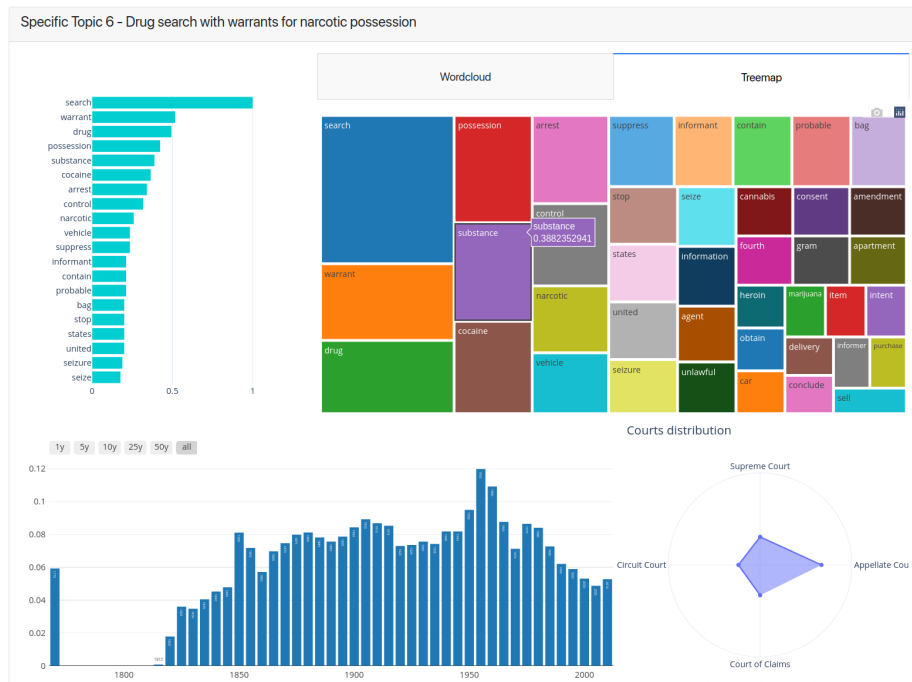 Specific Topic 6 - Drug search with warrants for narcotic possession
Wordcloud
Treemap
search
warrant
drug
possession
substance
cocaine
arrest
control
narcotic
vehicle
suppress
informant
contain
probable
bag
stop
states
united
seizure
seize
0
0.5
1
search
possession
arrest
suppress
informant
contain
probable
bag
stop
seize
cannabis
consent
amendment
control
substance
substance
0.3882352941
fourth
gram
apartment
states
information
warrant
narcotic
heroin
marijuana
item
intent
united
agent
cocaine
obtain
drug
delivery
informer
purchase
vehicle
seizure
unlawful
car
conclude
sell
Courts distribution
1y
5y
10y
25y
50y
all
0.12
0.1
0.08
0.06
0.04
0.02
0
1800
1850
1900
1950
2000
Supreme Court
Circuit Court
Appellate Cou
Court of Claims